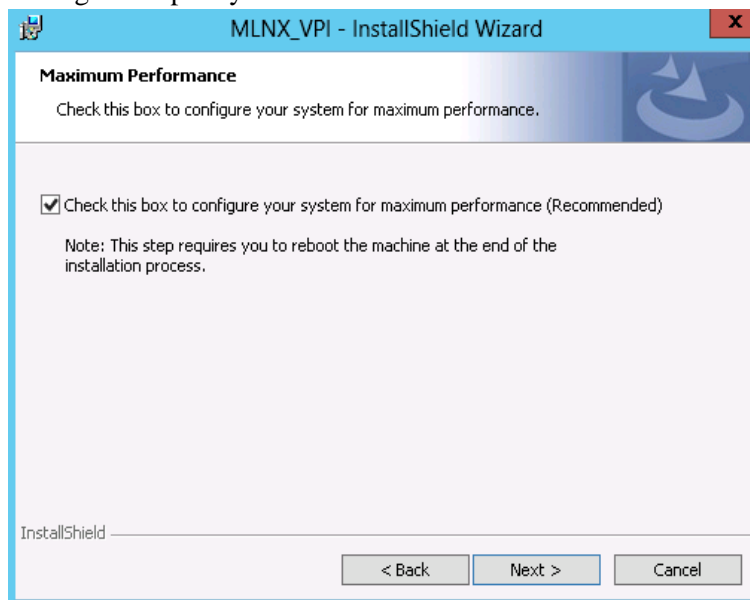 MLNX_VPI - InstallShield Wizard
x
Maximum Performance
Check this box to configure your system for maximum performance.
Check this box to configure your system for maximum performance (Recommended)
Note: This step requires you to reboot the machine at the end of the
installation process.
InstallShield
< Back
Next >
Cancel